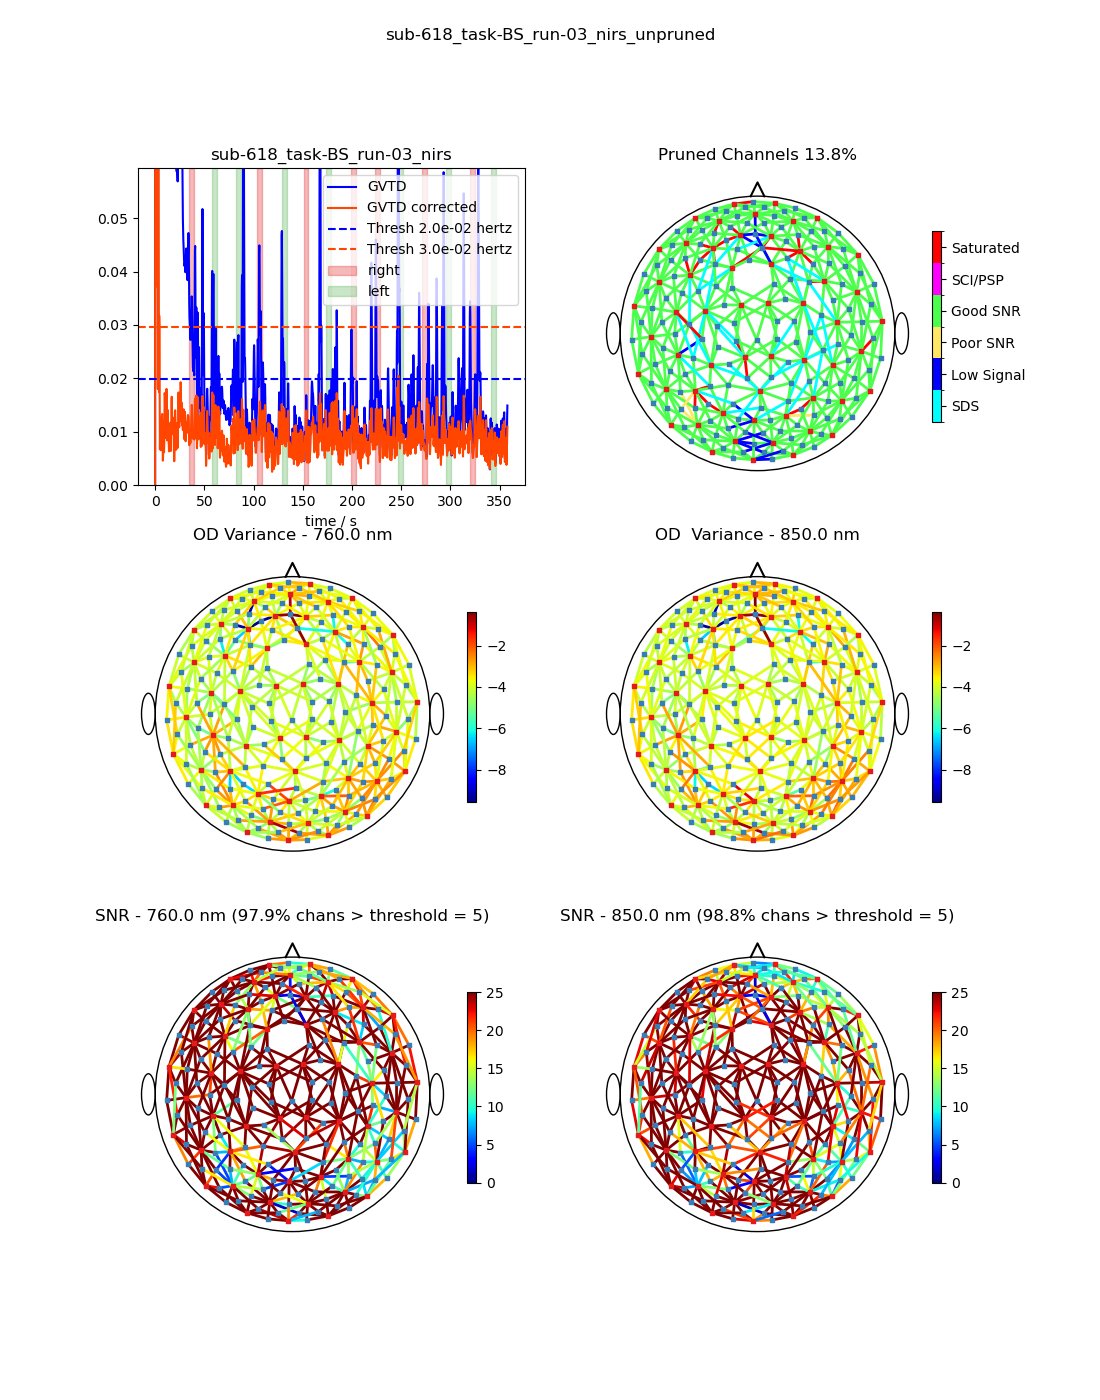 sub-618_task-BS_run-03_nirs_unpruned
sub-618_task-BS_run-03_nirs
0.05
0.04
0.03
0.02
0.01
0.00
GVTD
GVTD corrected
Thresh 2.0e-02 hertz
Thresh 3.0e-02 hertz
right
left
0 50 100 150 200 250 300 350
time / s
Pruned Channels 13.8%
Saturated
SCI/PSP
Good SNR
Poor SNR
Low Signal
SDS
OD Variance - 760.0 nm
−2
−4
−6
−8
OD  Variance - 850.0 nm
−2
−4
−6
−8
SNR - 760.0 nm (97.9% chans > threshold = 5)
25
20
15
10
5
0
SNR - 850.0 nm (98.8% chans > threshold = 5)
25
20
15
10
5
0